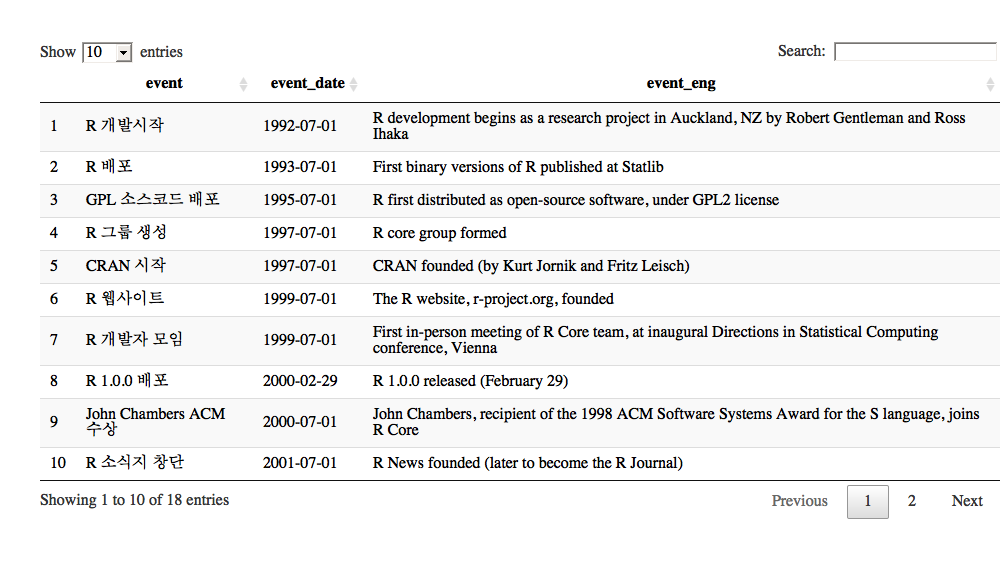 Show 10 entries Search:
event event_date event_eng
1 R 개발시작 1992-07-01 R development begins as a research project in Auckland, NZ by Robert Gentleman and Ross
Ihaka
2 R 배포 1993-07-01 First binary versions of R published at Statlib
3 GPL 소스코드 배포 1995-07-01 R first distributed as open-source software, under GPL2 license
4 R 그룹 생성 1997-07-01 R core group formed
5 CRAN 시작 1997-07-01 CRAN founded (by Kurt Jornik and Fritz Leisch)
6 R 웹사이트 1999-07-01 The R website, r-project.org, founded
7 R 개발자 모임 1999-07-01 First in-person meeting of R Core team, at inaugural Directions in Statistical Computing
conference, Vienna
8 R 1.0.0 배포 2000-02-29 R 1.0.0 released (February 29)
9 John Chambers ACM
수상 2000-07-01 John Chambers, recipient of the 1998 ACM Software Systems Award for the S language, joins
R Core
10 R 소식지 창단 2001-07-01 R News founded (later to become the R Journal)
Showing 1 to 10 of 18 entries Previous 1 2 Next